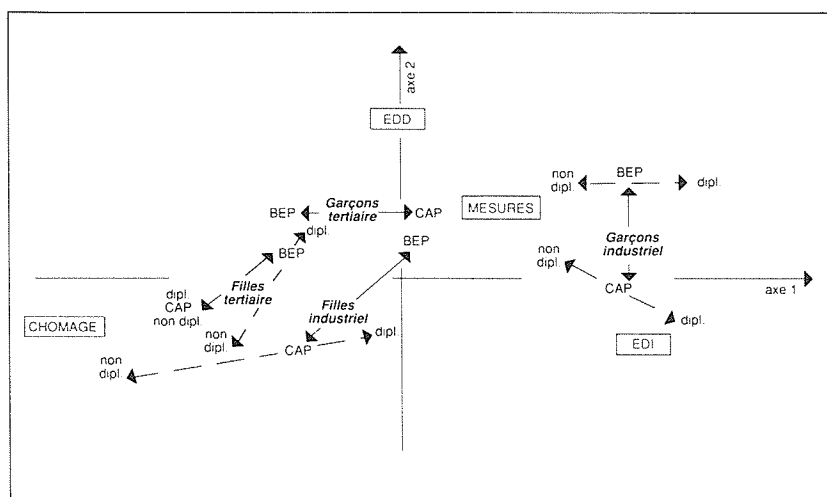 axe 2
EDD
non
dipl.
BEP
dipl.
BEP
Garçons
tertiaire
CAP
MESURES
dipl.
BEP
BEP
Garçons
industriel
non
dipl.
Filles
tertiaire
dipl.
CAP
non dipl.
Filles
industriel
CAP
axe 1
CHOMAGE
non
dipl.
CAP
dipl.
dipl.
EDI
non
dipl.